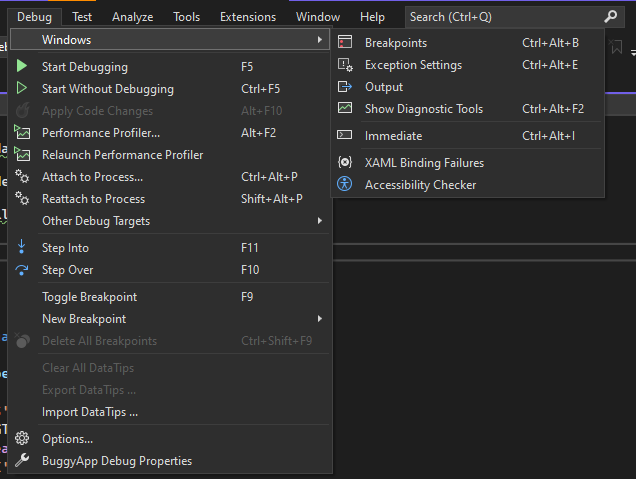 Debug Test Analyze Tools Extensions Window Help Search (Ctrl+Q)
Windows
Start Debugging F5
Start Without Debugging Ctrl+F5
Apply Code Changes Alt+F10
Performance Profiler... Alt+F2
Relaunch Performance Profiler
Attach to Process... Ctrl+Alt+P
Reattach to Process Shift+Alt+P
Other Debug Targets
Step Into F11
Step Over F10
Toggle Breakpoint F9
New Breakpoint
Delete All Breakpoints Ctrl+Shift+F9
Clear All DataTips
Export DataTips ...
Import DataTips ...
Options...
BuggyApp Debug Properties
Breakpoints Ctrl+Alt+B
Exception Settings Ctrl+Alt+E
Output
Show Diagnostic Tools Ctrl+Alt+F2
Immediate Ctrl+Alt+I
XAML Binding Failures
Accessibility Checker